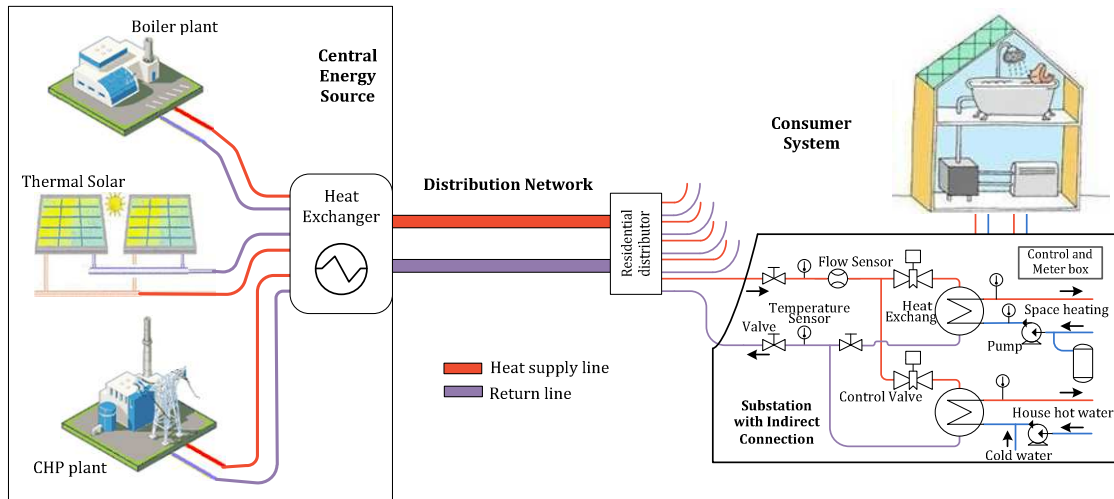 Boiler plant
Central
Energy
Source
Thermal Solar
Heat
Exchanger
CHP plant
Distribution Network
Residential
distributor
Heat supply line
Return line
Consumer
System
Control and
Meter box
Flow Sensor
Heat
Exchang
Space heating
Temperature
Sensor
Valve
Pump
Control Valve
House hot water
Cold water
Substation
with Indirect
Connection